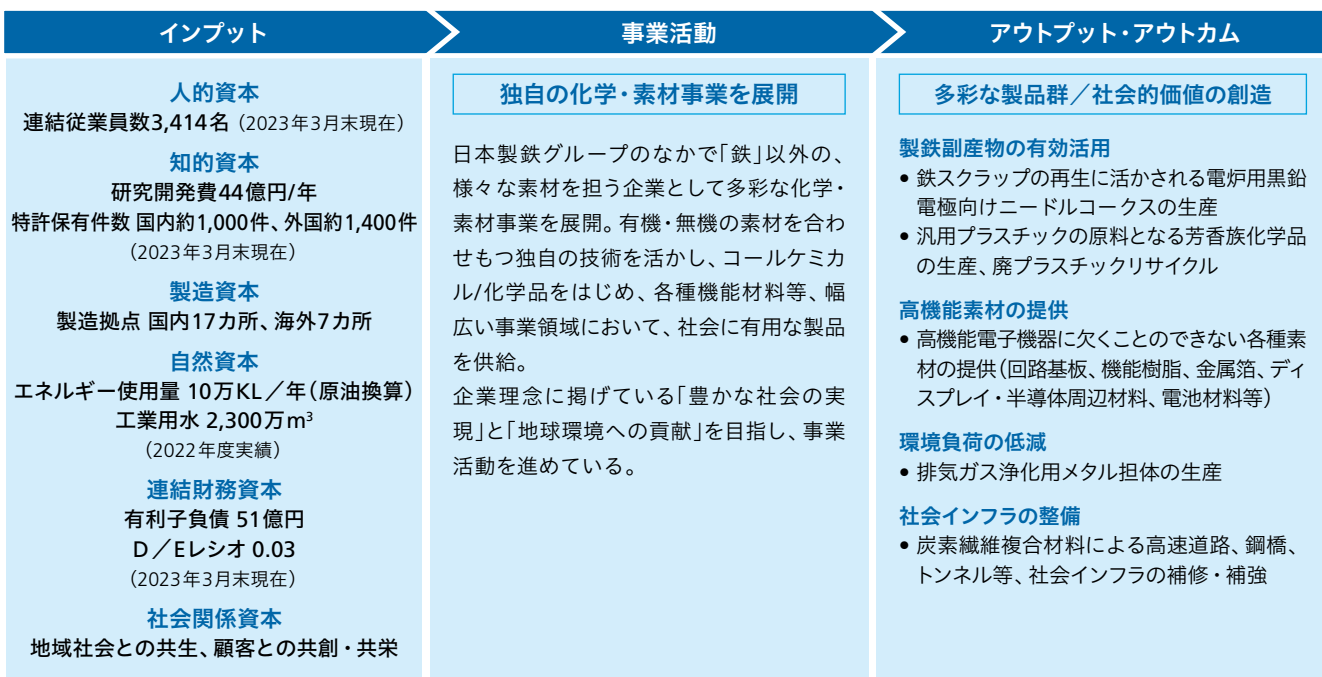 インプット
人的資本
連結従業員数3,414名（2023年3月末現在）
知的資本
研究開発費44億円/年
特許保有件数 国内約1,000件、外国約1,400件
（2023年3月末現在）
製造資本
製造拠点 国内17カ所、海外7カ所
自然資本
エネルギー使用量 10万KL／年（原油換算）
工業用水 2,300万m³
（2022年度実績）
連結財務資本
有利子負債 51億円
D／Eレシオ 0.03
（2023年3月末現在）
社会関係資本
地域社会との共生、顧客との共創・共栄
事業活動
独自の化学・素材事業を展開
日本製鉄グループのなかで「鉄」以外の、
様々な素材を担う企業として多彩な化学・
素材事業を展開。有機・無機の素材を合わ
せもつ独自の技術を活かし、コールケミカ
ル/化学品をはじめ、各種機能材料等、幅
広い事業領域において、社会に有用な製品
を供給。
企業理念に掲げている「豊かな社会の実
現」と「地球環境への貢献」を目指し、事業
活動を進めている。
アウトプット・アウトカム
多彩な製品群／社会的価値の創造
製鉄副産物の有効活用
• 鉄スクラップの再生に活かされる電炉用黒鉛
電極向けニードルコークスの生産
• 汎用プラスチックの原料となる芳香族化学品
の生産、廃プラスチックリサイクル
高機能素材の提供
• 高機能電子機器に欠くことのできない各種素
材の提供（回路基板、機能樹脂、金属箔、ディ
スプレイ・半導体周辺材料、電池材料等）
環境負荷の低減
• 排気ガス浄化用メタル担体の生産
社会インフラの整備
• 炭素繊維複合材料による高速道路、鋼橋、
トンネル等、社会インフラの補修・補強